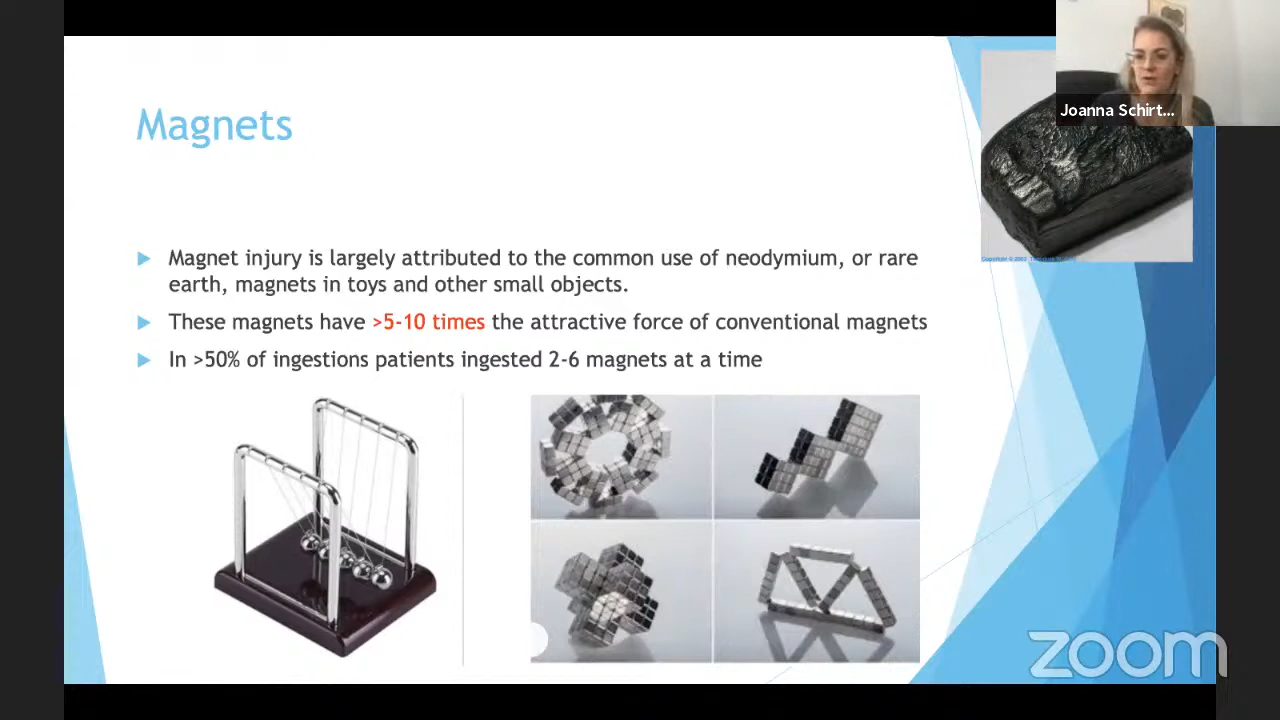 Joanna Schirt...
Magnets
Magnet injury is largely attributed to the common use of neodymium, or rare
earth, magnets in toys and other small objects.
These magnets have >5-10 times the attractive force of conventional magnets
In >50% of ingestions patients ingested 2-6 magnets at a time
zoom